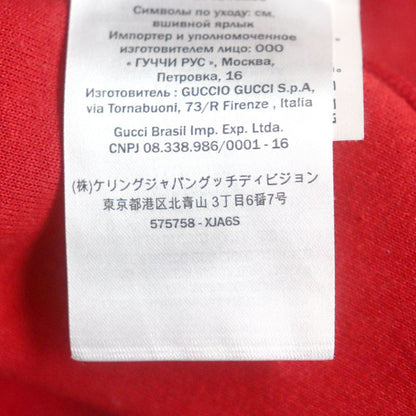 Символы по уходу: см.
вшивной ярлык
Импортер и уполномоченное
изготовителем лицо: ООО
« ГУЧЧИ РУС », Москва,
Петровка, 16
Изготовитель : GUCCIO GUCCI S.p.A,
via Tornabuoni, 73/R Firenze , Italia
Gucci Brasil Imp. Exp. Ltda.
CNPJ 08.338.986/0001 - 16
(株)ケリングジャパングッチディビジョン
東京都港区北青山 3丁目6番7号
575758 - XJA6S